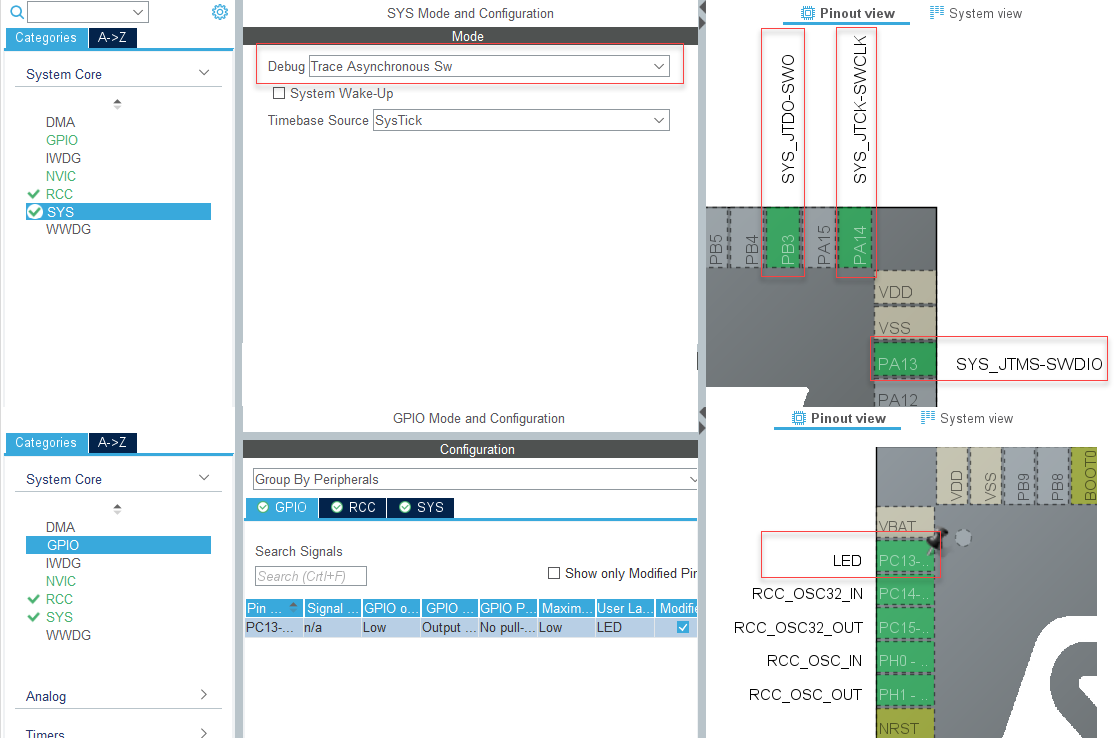 SYS Mode and Configuration
Pinout view
System view
Categories
A->Z
Mode
System Core
Debug Trace Asynchronous Sw
System Wake-Up
Timebase Source SysTick
DMA
GPIO
IWDG
NVIC
RCC
SYS
WWDG
SYS_JTDO-SWO
SYS_JTCK-SWCLK
PB5
PB4
PB3
PA15
PA14
VDD
VSS
PA13
SYS_JTMS-SWDIO
PA12
GPIO Mode and Configuration
Pinout view
System view
Categories
A->Z
Configuration
System Core
Group By Peripherals
GPIO
RCC
SYS
DMA
GPIO
IWDG
NVIC
RCC
SYS
WWDG
Analog
Timers
Search Signals
Search (Crtl+F)
Show only Modified Pin
Pin ...
Signal ...
GPIO o...
GPIO ...
GPIO P...
Maxim...
User La...
Modifie
PC13-...
n/a
Low
Output ...
No pull-...
Low
LED
VDD
VSS
PB9
PB8
BOOT0
VBAT
LED
PC13-..
RCC_OSC32_IN
PC14-..
RCC_OSC32_OUT
PC15-..
RCC_OSC_IN
PH0 - ..
RCC_OSC_OUT
PH1 - ..
NRST